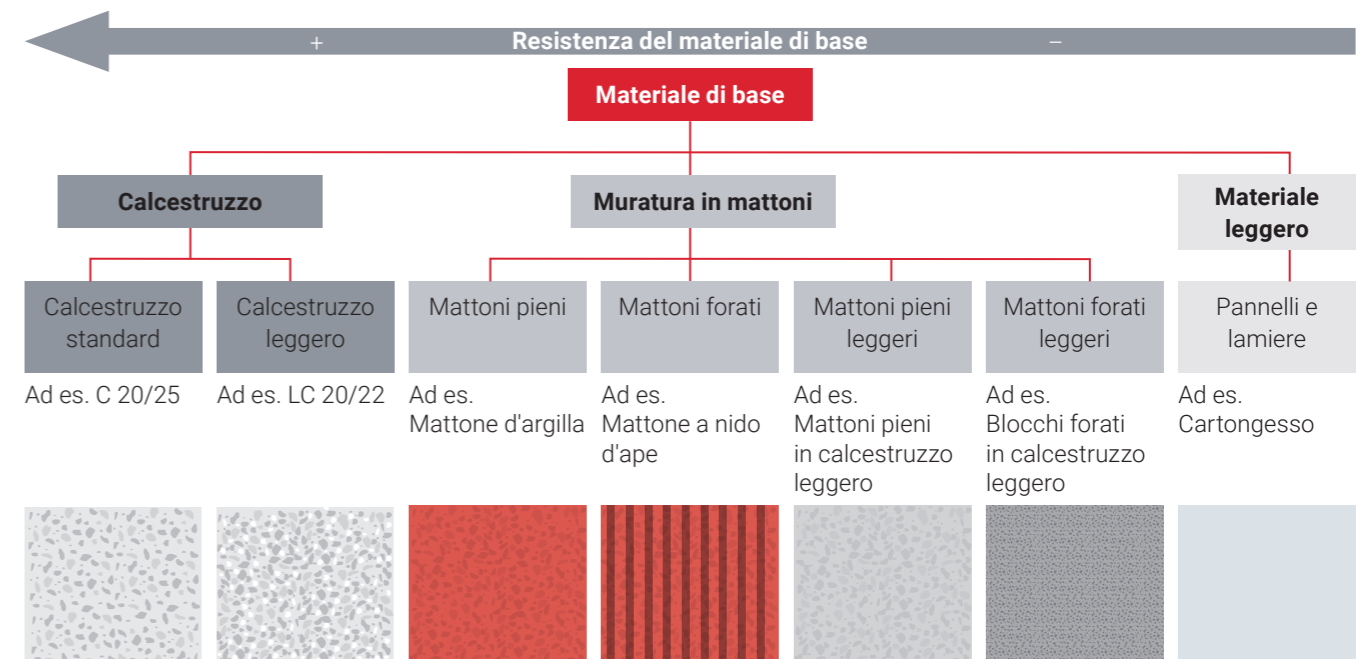 + Resistenza del materiale di base –
Materiale di base
Calcestruzzo
Muratura in mattoni
Materiale
leggero
Calcestruzzo
standard
Calcestruzzo
leggero
Mattoni pieni
Mattoni forati
Mattoni pieni
leggeri
Mattoni forati
leggeri
Pannelli e
lamiere
Ad es. C 20/25
Ad es. LC 20/22
Ad es.
Mattone d'argilla
Ad es.
Mattone a nido
d'ape
Ad es.
Mattoni pieni
in calcestruzzo
leggero
Ad es.
Blocchi forati
in calcestruzzo
leggero
Ad es.
Cartongesso